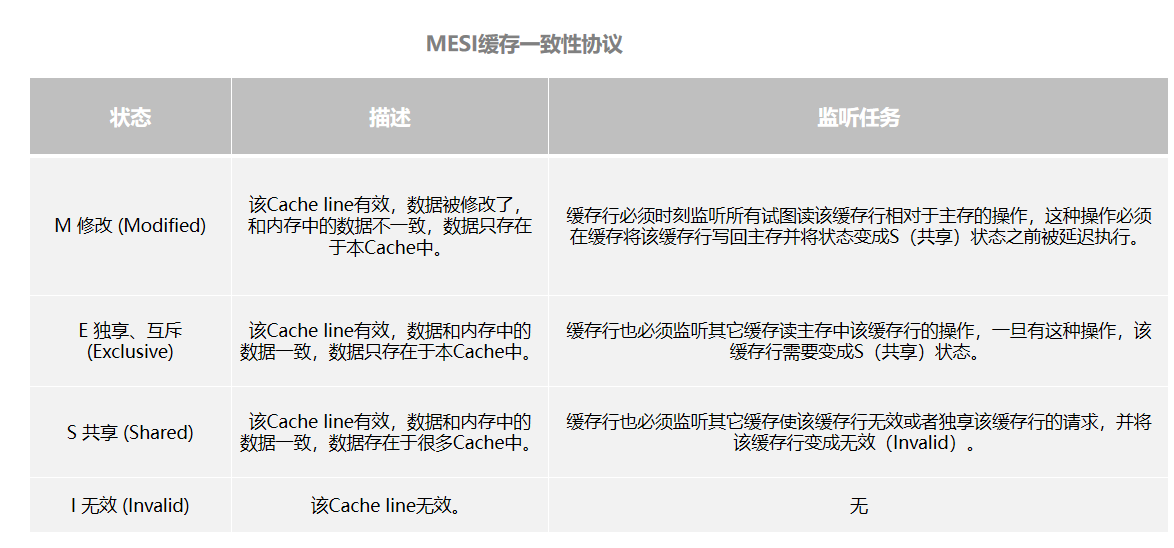 MESI缓存一致性协议
状态
描述
监听任务
M 修改 (Modified)
该Cache line有效，数据被修改了，
和内存中的数据不一致，数据只存在
于本Cache中。
缓存行必须时刻监听所有试图读该缓存行相对于主存的操作，这种操作必须
在缓存将该缓存行写回主存并将状态变成S（共享）状态之前被延迟执行。
E 独享、互斥
(Exclusive)
该Cache line有效，数据和内存中的
数据一致，数据只存在于本Cache中。
缓存行也必须监听其它缓存读主存中该缓存行的操作，一旦有这种操作，该
缓存行需要变成S（共享）状态。
S 共享 (Shared)
该Cache line有效，数据和内存中的
数据一致，数据存在于很多Cache中。
缓存行也必须监听其它缓存使该缓存行无效或者独享该缓存行的请求，并将
该缓存行变成无效（Invalid）。
I 无效 (Invalid)
该Cache line无效。
无